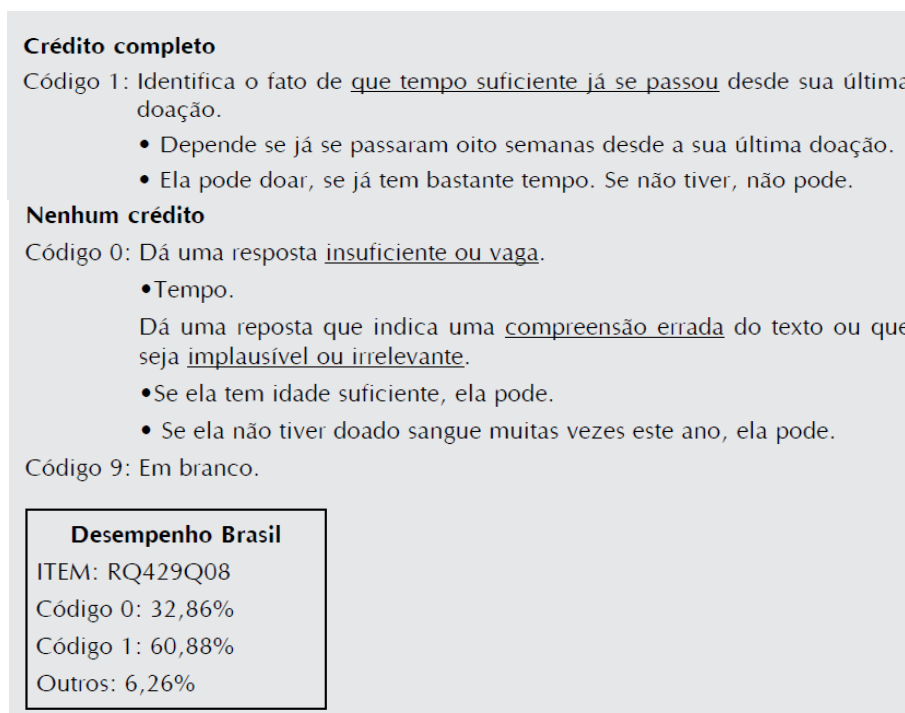 Crédito completo
Código 1: Identifica o fato de que tempo suficiente já se passou desde sua última
doação.
• Depende se já se passaram oito semanas desde a sua última doação.
• Ela pode doar, se já tem bastante tempo. Se não tiver, não pode.
Nenhum crédito
Código 0: Dá uma resposta insuficiente ou vaga.
•Tempo.
Dá uma reposta que indica uma compreensão errada do texto ou que
seja implausível ou irrelevante.
•Se ela tem idade suficiente, ela pode.
• Se ela não tiver doado sangue muitas vezes este ano, ela pode.
Código 9: Em branco.
Desempenho Brasil
ITEM: RQ429Q08
Código 0: 32,86%
Código 1: 60,88%
Outros: 6,26%